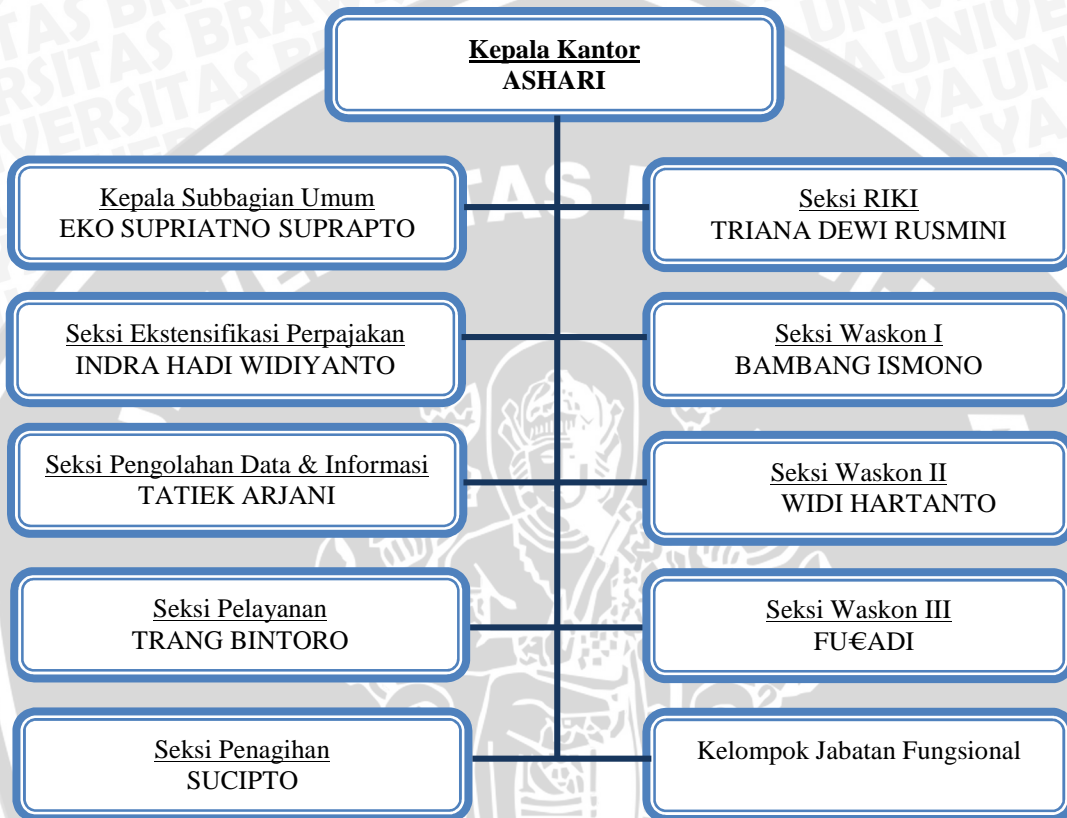 Kepala Kantor
ASHARI
Kepala Subbagian Umum
EKO SUPRIATNO SUPRAPTO
Seksi RIKI
TRIANA DEWI RUSMINI
Seksi Ekstensifikasi Perpajakan
INDRA HADI WIDIYANTO
Seksi Waskon I
BAMBANG ISMONO
Seksi Pengolahan Data & Informasi
TATIEK ARJANI
Seksi Waskon II
WIDI HARTANTO
Seksi Pelayanan
TRANG BINTORO
Seksi Waskon III
FU€ADI
Seksi Penagihan
SUCIPTO
Kelompok Jabatan Fungsional